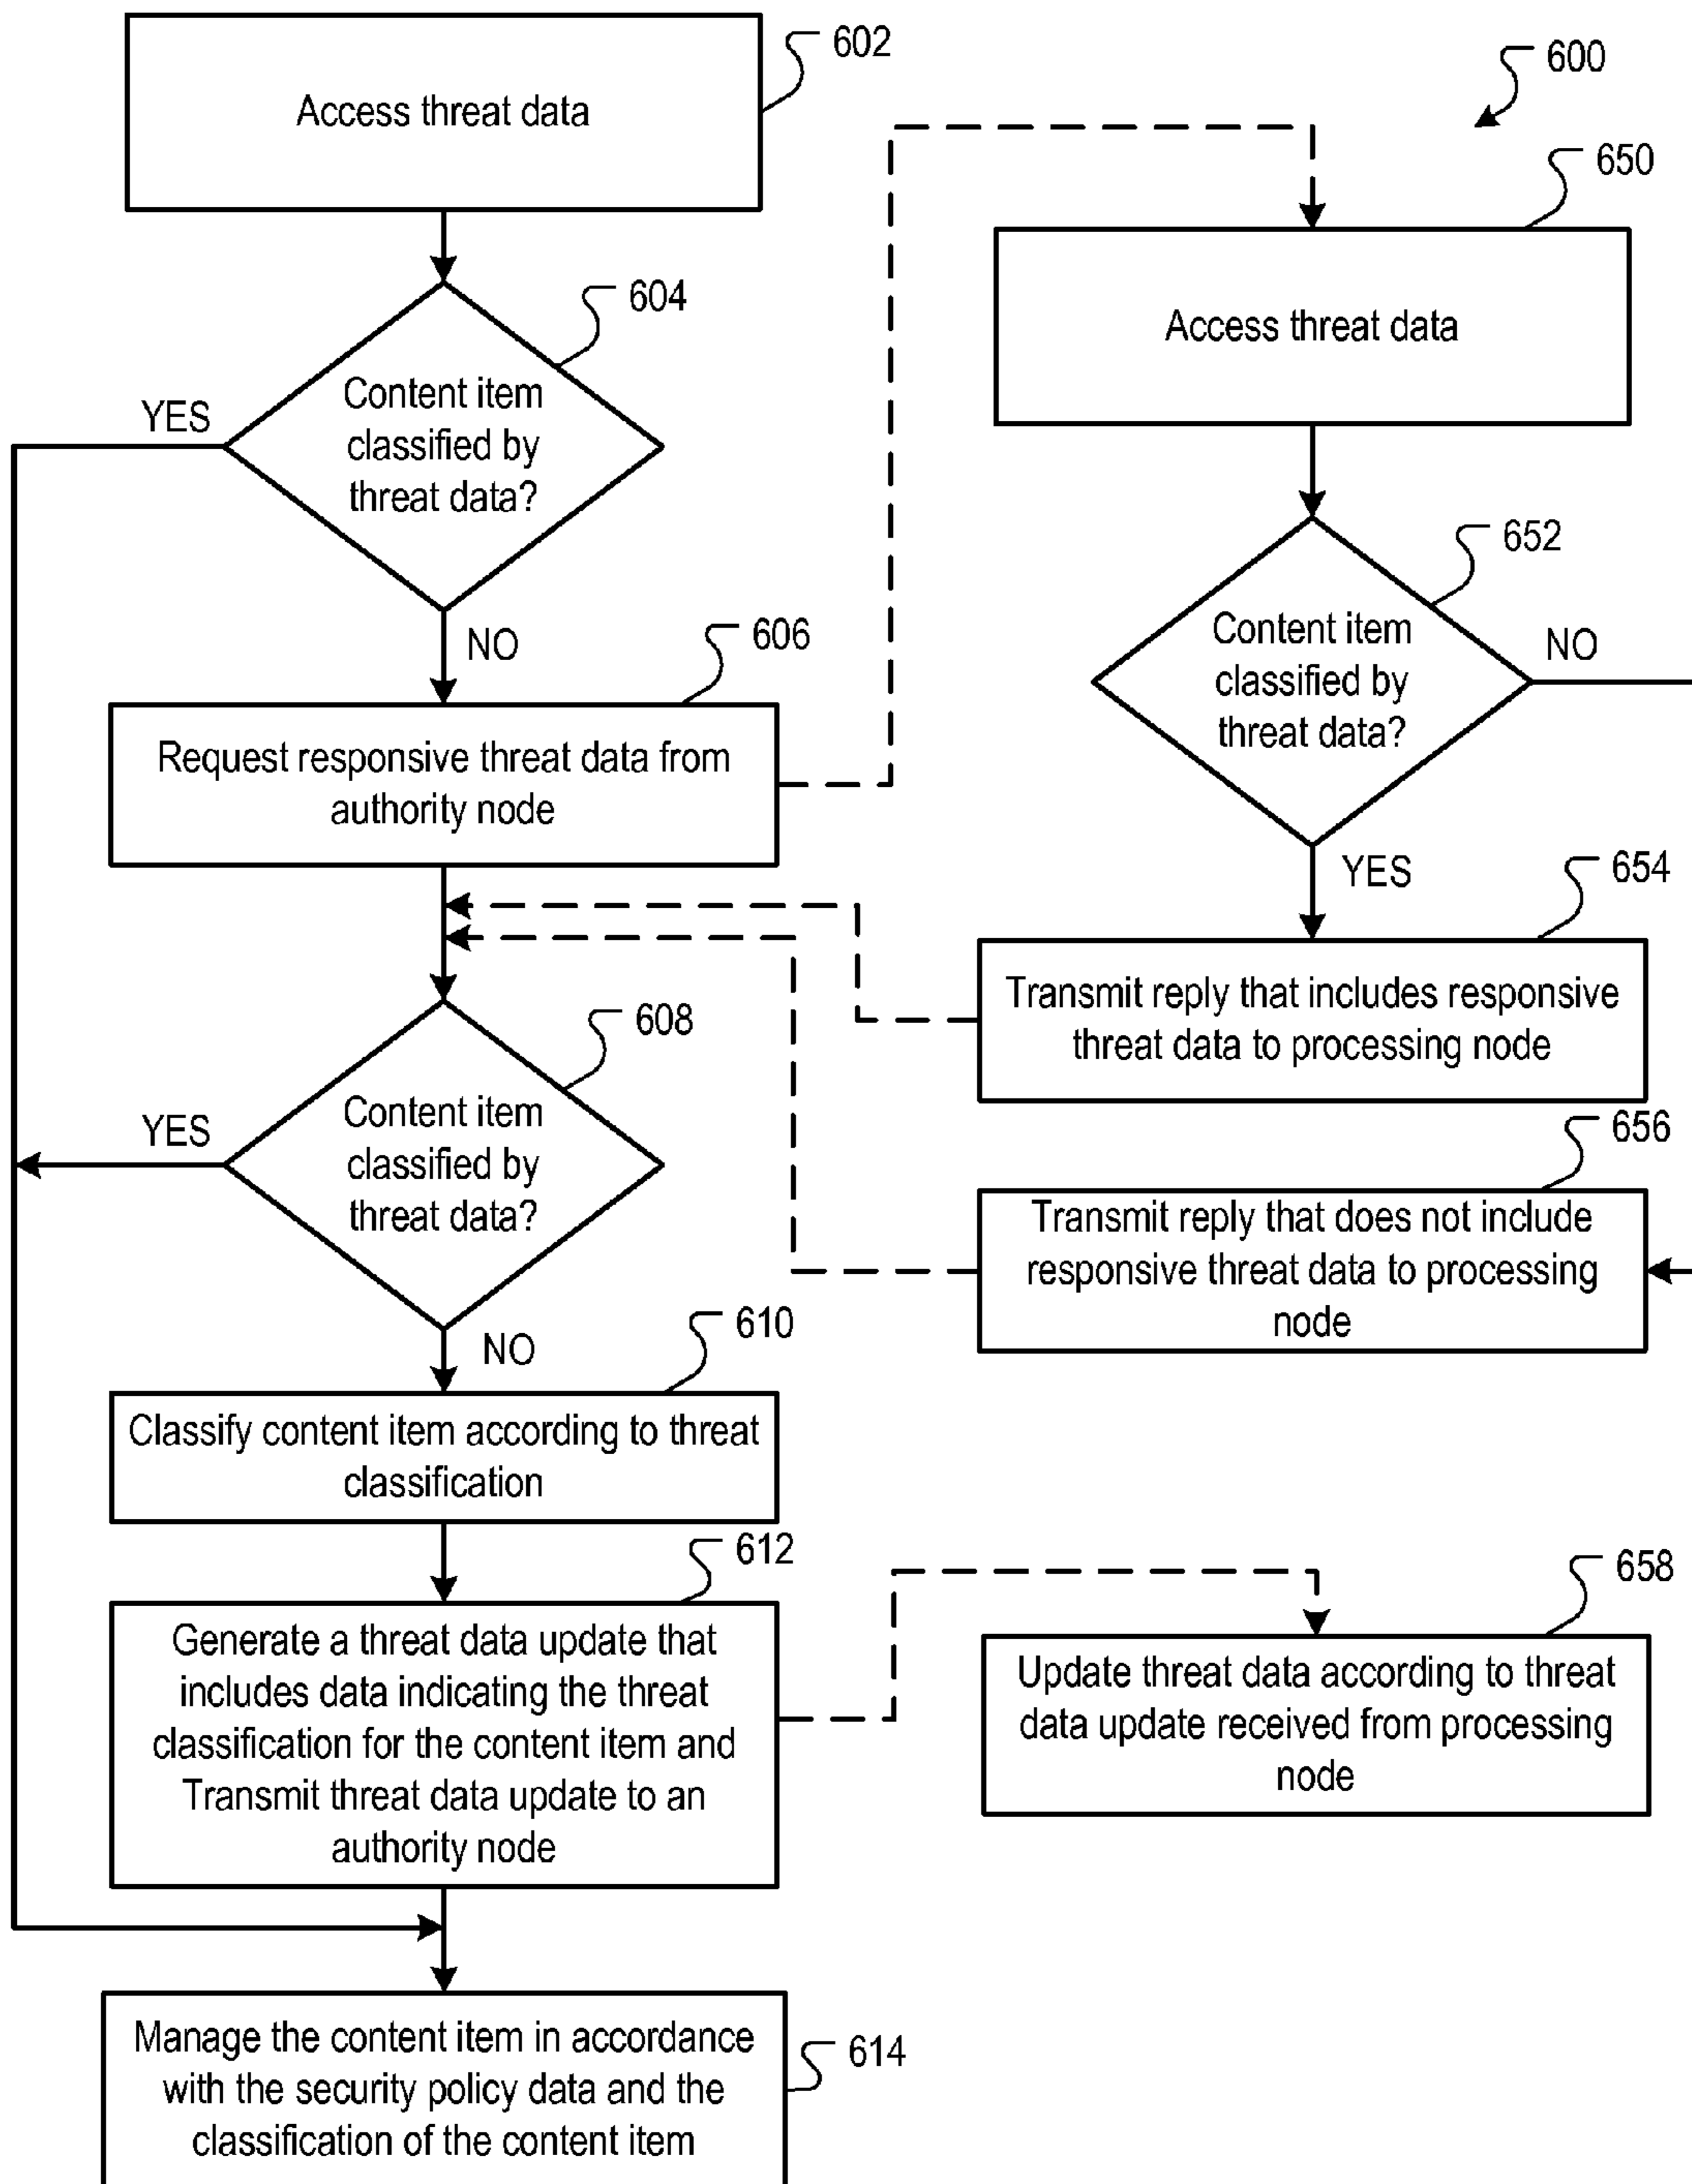 602
Access threat data
600
650
Access threat data
604
Content item
classified by
threat data?
YES
NO
606
Request responsive threat data from
authority node
652
Content item
classified by
threat data?
NO
YES
654
Transmit reply that includes responsive
threat data to processing node
608
Content item
classified by
threat data?
YES
NO
656
Transmit reply that does not include
responsive threat data to processing
node
610
Classify content item according to threat
classification
612
Generate a threat data update that
includes data indicating the threat
classification for the content item and
Transmit threat data update to an
authority node
658
Update threat data according to threat
data update received from processing
node
Manage the content item in accordance
with the security policy data and the
classification of the content item
614